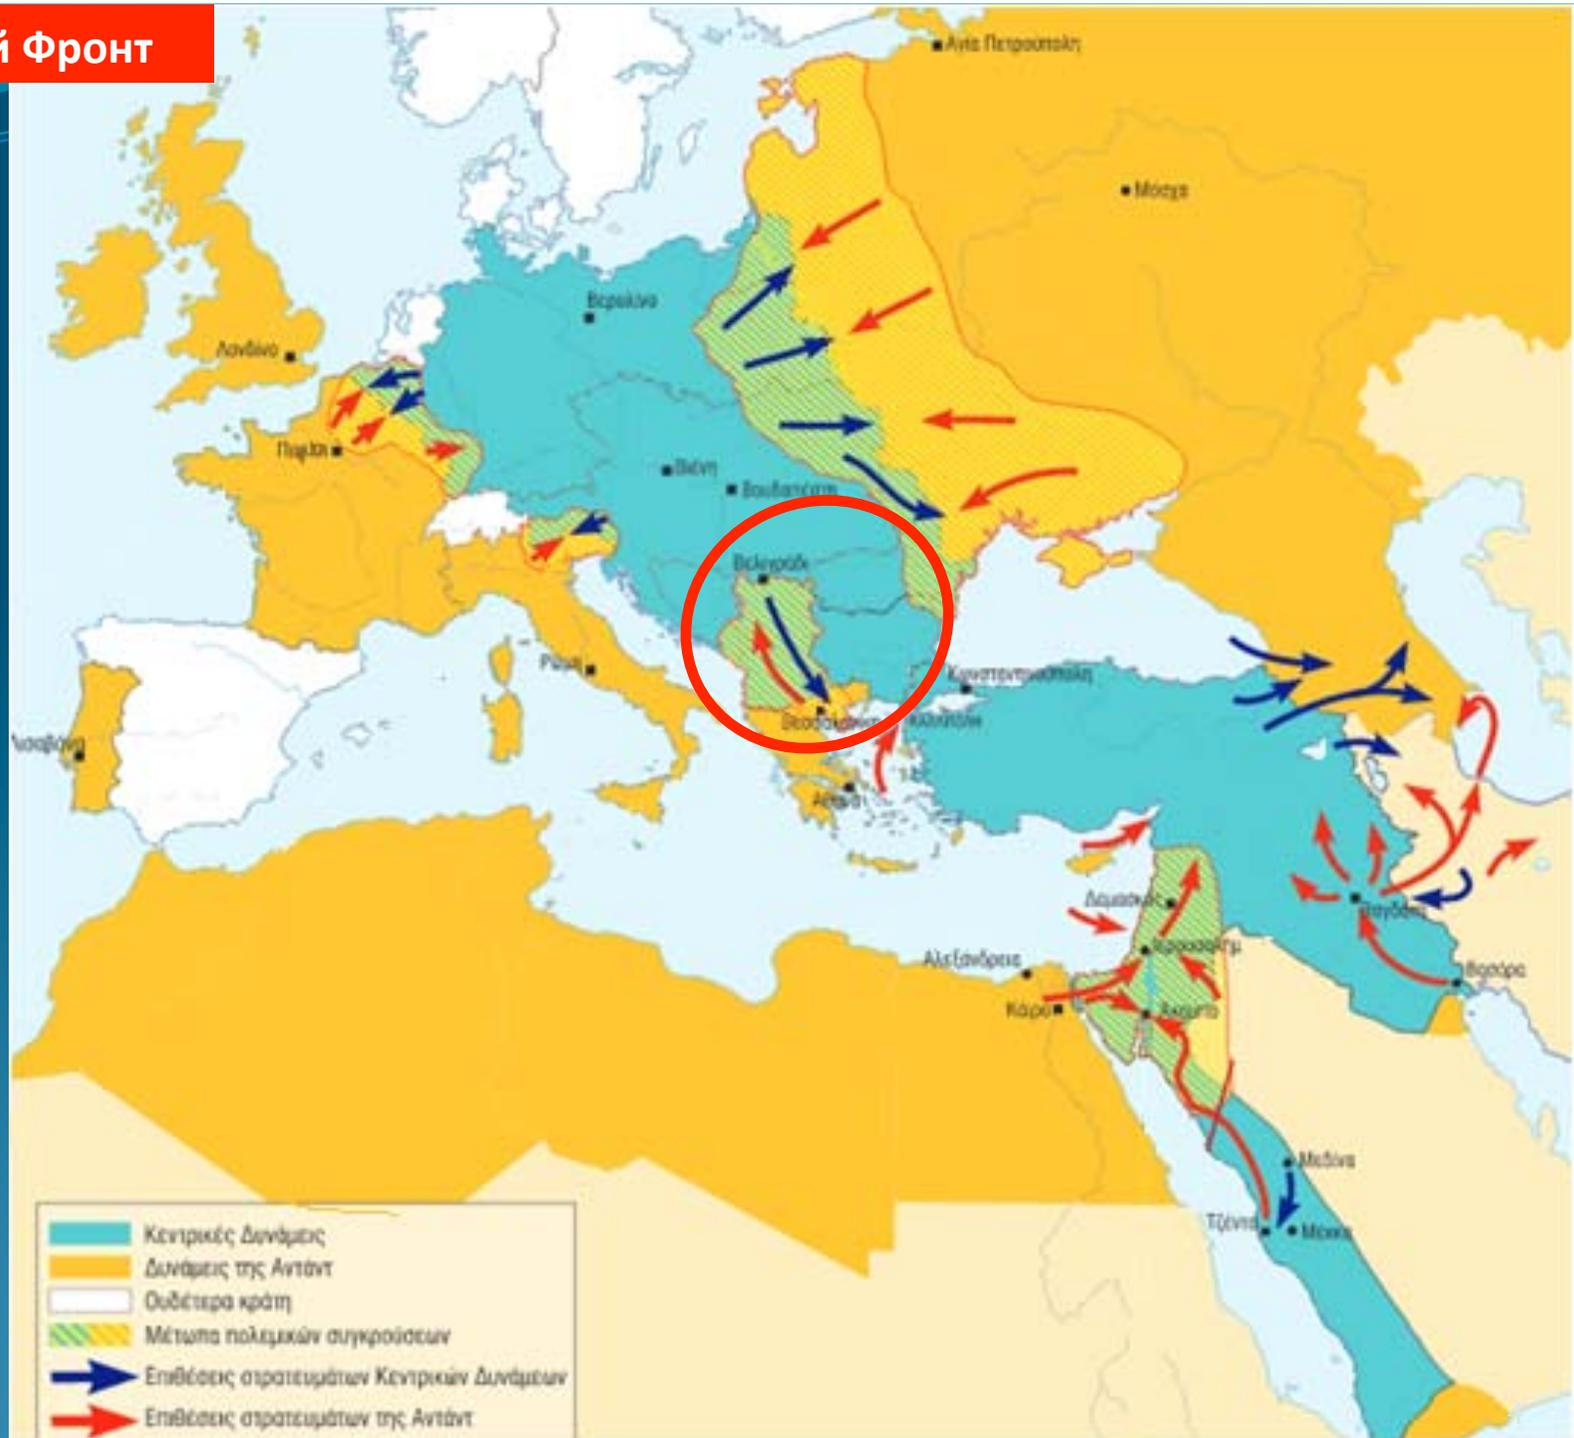 й Фронт
Αγία Πετρούπολη
Μόσχα
Βερολίνο
Λονδίνο
Παρίσι
Βιέννη
Βουδαπέστη
Βελιγράδι
Ρώμη
Κωνσταντινούπολη
Θεσσαλονίκη
Καλλίπολη
Λισαβόνα
Αθήνα
Δαμασκός
Βαγδάτη
Ιερουσαλήμ
Αλεξάνδρεια
Βασόρα
Κάιρο
Άκαμπα
Μεδίνα
Τζέντα
Μέκκα
Κεντρικές Δυνάμεις
Δυνάμεις της Αντάντ
Ουδέτερα κράτη
Μέτωπα πολεμικών συγκρούσεων
Επιθέσεις στρατευμάτων Κεντρικών Δυνάμεων
Επιθέσεις στρατευμάτων της Αντάντ